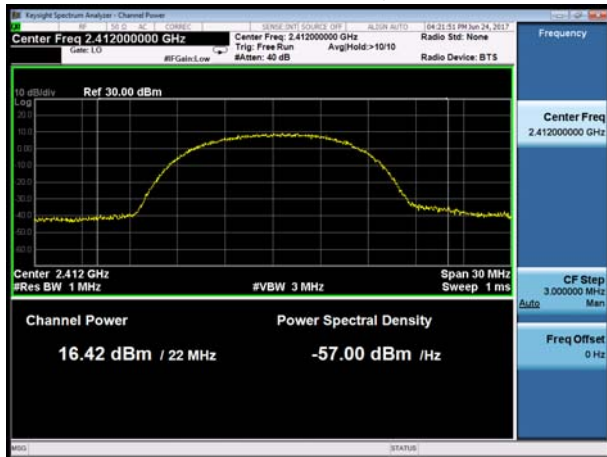 Keysight Spectrum Analyzer - Channel Power
RF 50 Ω AC CORREC SENSE:INT SOURCE OFF ALIGN AUTO 04:21:51 PM Jun 24, 2017
Center Freq 2.412000000 GHz
Gate: LO
#IFGain:Low
Center Freq: 2.412000000 GHz
Trig: Free Run Avg|Hold:>10/10
#Atten: 40 dB
Radio Std: None
Radio Device: BTS
Frequency
10 dB/div Ref 30.00 dBm
Log
20.0
10.0
0.00
-10.0
-20.0
-30.0
-40.0
-50.0
-60.0
Center 2.412 GHz Span 30 MHz
#Res BW 1 MHz #VBW 3 MHz Sweep 1 ms
Channel Power Power Spectral Density
16.42 dBm / 22 MHz -57.00 dBm /Hz
Center Freq
2.412000000 GHz
CF Step
3.000000 MHz
Auto Man
Freq Offset
0 Hz
MSG STATUS